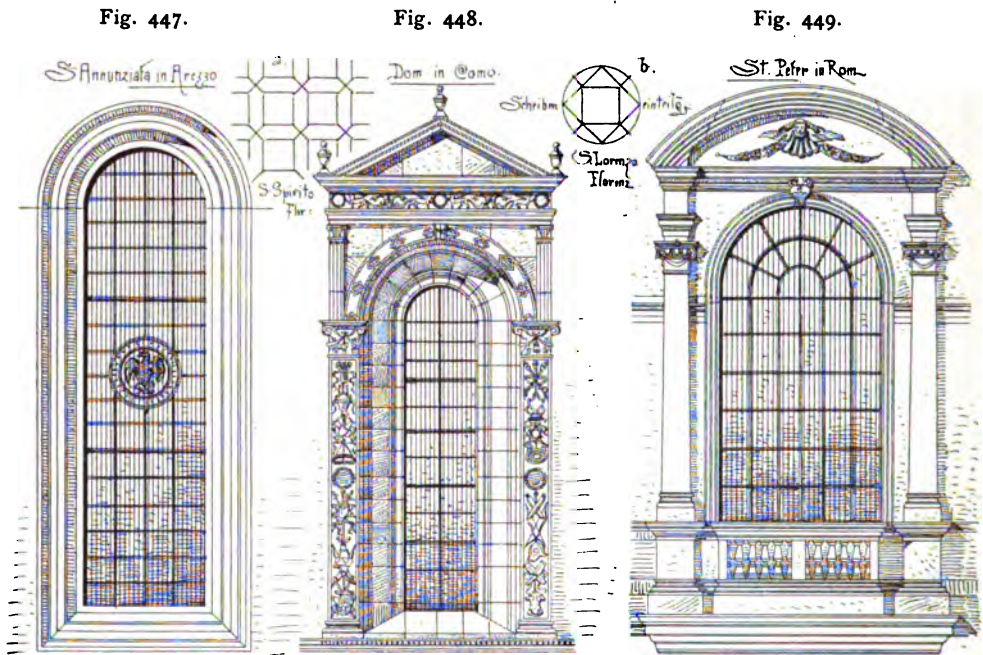 Fig. 447.
Fig. 448.
Fig. 449.
S. Annunziata in Arezzo
a.
Dom in Como.
b.
St. Peter in Rom
S. Spirito
Flor:
S. Lorenzo
Florenz